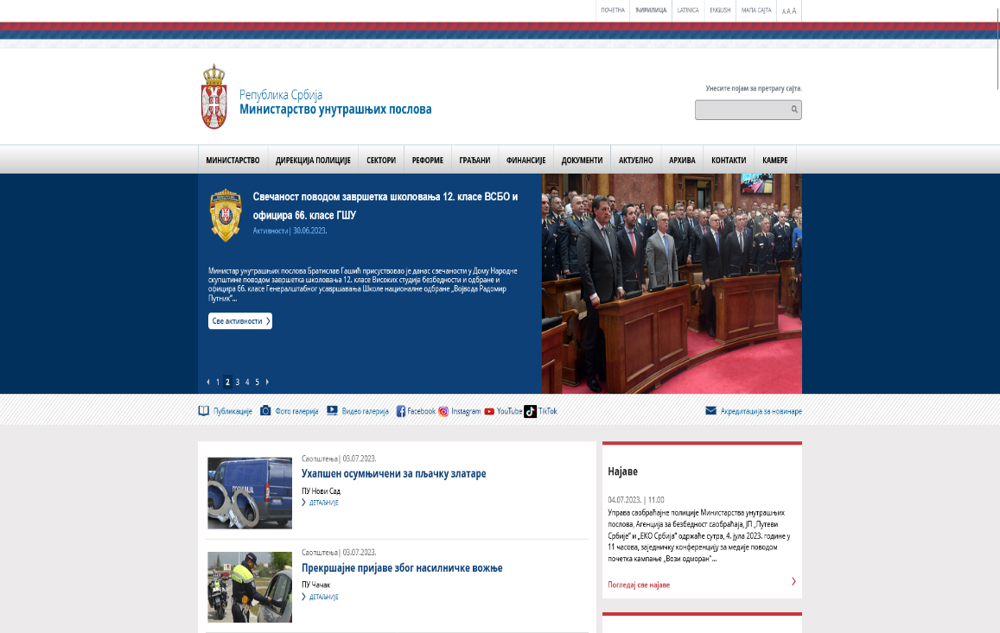 ПОЧЕТНА ЋИРИЛИЦА LATINICA ENGLISH МАПА САЈТА A A A
Република Србија
Министарство унутрашњих послова
Унесите појам за претрагу сајта.
МИНИСТАРСТВО ДИРЕКЦИЈА ПОЛИЦИЈЕ СЕКТОРИ РЕФОРМЕ ГРАЂАНИ ФИНАНСИЈЕ ДОКУМЕНТИ АКТУЕЛНО АРХИВА КОНТАКТИ КАМЕРЕ
Свечаност поводом завршетка школовања 12. класе ВСБО и
официра 66. класе ГШУ
Активности| 30.06.2023.
Министар унутрашњих послова Братислав Гашић присуствовао је данас свечаности у Дому Народне
скупштине поводом завршетка школовања 12. класе Високих студија безбедности и одбране и
официра 66. класе Генералштабног усавршавања Школе националне одбране „Војвода Радомир
Путник“...
Све активности
1 2 3 4 5
Публикације Фото галерија Видео галерија Facebook Instagram YouTube TikTok Акредитација за новинаре
Саопштења| 03.07.2023.
Ухапшен осумњичени за пљачку златаре
ПУ Нови Сад
ДЕТАЉНИЈЕ
Саопштења| 03.07.2023.
Прекршајне пријаве због насилничке вожње
ПУ Чачак
ДЕТАЉНИЈЕ
Најаве
04.07.2023. | 11.00
Управа саобраћајне полиције Министарства унутрашњих
послова, Агенција за безбедност саобраћаја, ЈП „Путеви
Србије“ и „ЕКО Србија“ одржаће сутра, 4. јула 2023. године у
11 часова, заједничку конференцију за медије поводом
почетка кампање „Вози одморан“...
Погледај све најаве